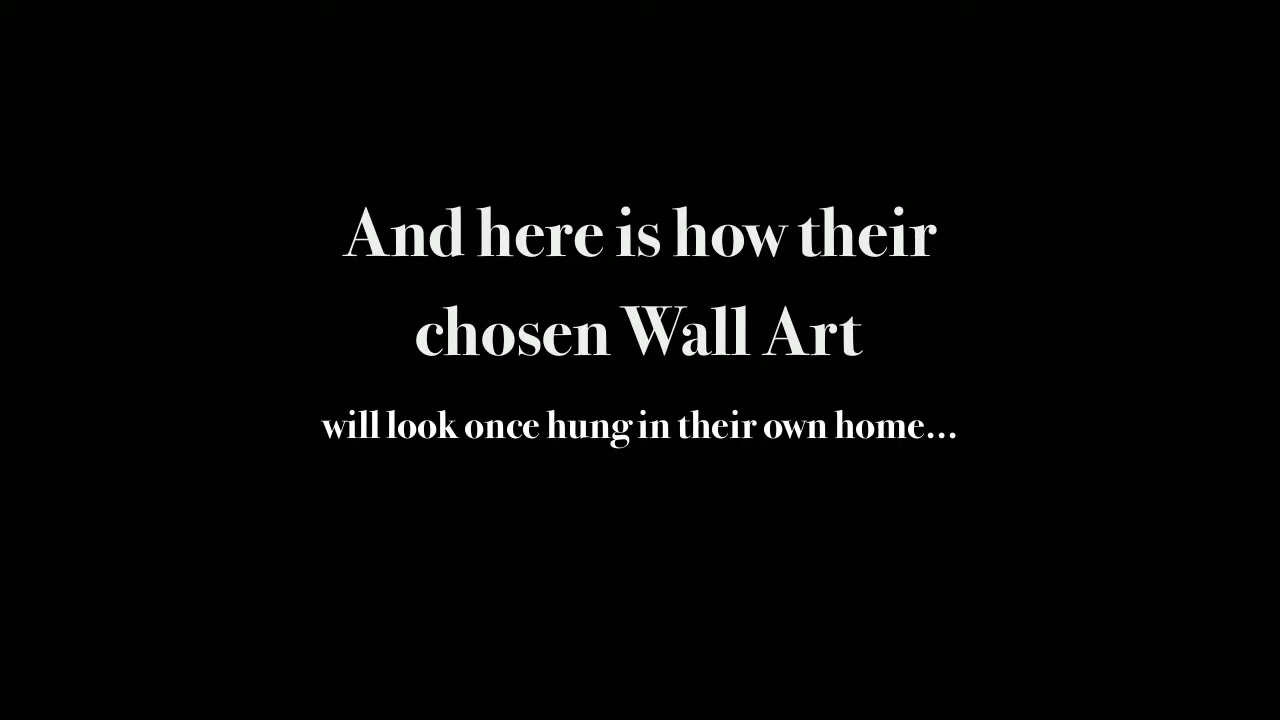 And here is how their
chosen Wall Art
will look once hung in their own home...